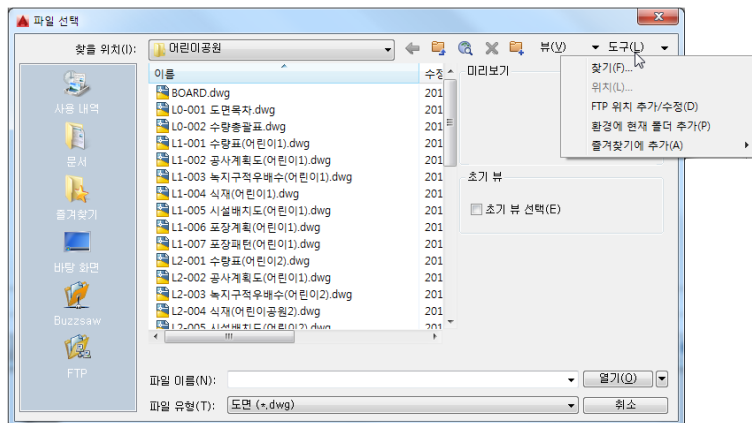 파일 선택
찾을 위치(I): 어린이공원 뷰(V) 도구(L)
이름 수정
미리보기
찾기(F)...
위치(L)...
FTP 위치 추가/수정(D)
환경에 현재 폴더 추가(P)
즐겨찾기에 추가(A)
사용 내역
문서
즐겨찾기
바탕 화면
Buzzsaw
FTP
BOARD.dwg 201
L0-001 도면목차.dwg 201
L0-002 수량총괄표.dwg 201
L1-001 수량표(어린이1).dwg 201
L1-002 공사계획도(어린이1).dwg 201
L1-003 녹지구적우배수(어린이1).dwg 201
L1-004 식재(어린이1).dwg 201
L1-005 시설배치도(어린이1).dwg 201
L1-006 포장계획(어린이1).dwg 201
L1-007 포장패턴(어린이1).dwg 201
L2-001 수량표(어린이2).dwg 201
L2-002 공사계획도(어린이1).dwg 201
L2-003 녹지구적우배수(어린이2).dwg 201
L2-004 식재(어린이공원2).dwg 201
L2-005 시설배치도(어린이2).dwg 201
초기 뷰
초기 뷰 선택(E)
파일 이름(N): 열기(O)
파일 유형(T): 도면 (*.dwg) 취소